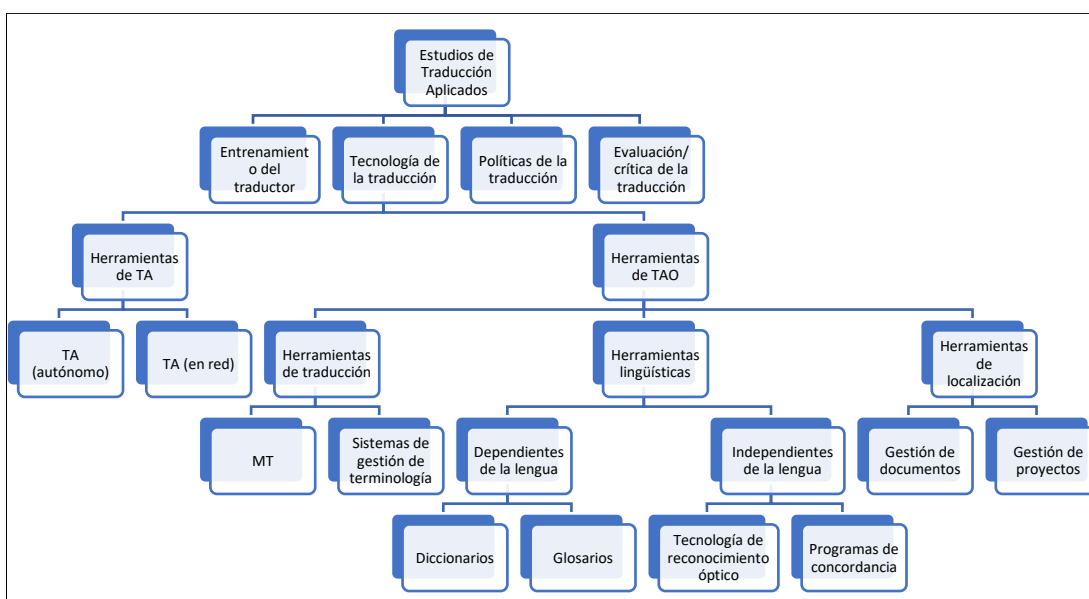 Estudios de
Traducción
Aplicados
Entrenamient
o del
traductor
Tecnología de
la traducción
Políticas de la
traducción
Evaluación/
crítica de la
traducción
Herramientas
de TA
Herramientas
de TAO
TA
(autónomo)
TA (en red)
Herramientas
de traducción
Herramientas
lingüísticas
Herramientas
de
localización
MT
Sistemas de
gestión de
terminología
Dependientes
de la lengua
Independientes
de la lengua
Gestión de
documentos
Gestión de
proyectos
Diccionarios
Glosarios
Tecnología de
reconocimiento
óptico
Programas de
concordancia